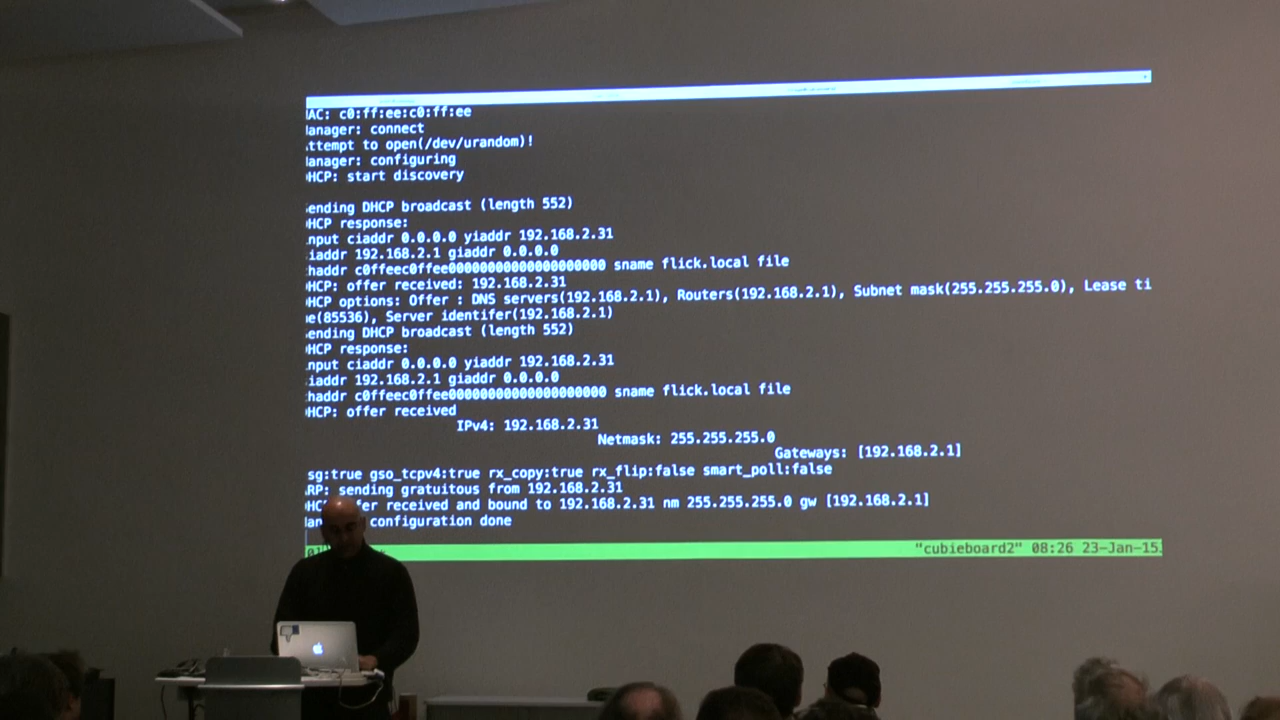 IAC: c0:ff:ee:c0:ff:ee
lanager: connect
ttempt to open(/dev/urandom)!
lanager: configuring
HCP: start discovery
ending DHCP broadcast (length 552)
HCP response:
nput ciaddr 0.0.0.0 yiaddr 192.168.2.31
iaddr 192.168.2.1 giaddr 0.0.0.0
haddr c0ffeec0ffee00000000000000000000 sname flick.local file
HCP: offer received: 192.168.2.31
HCP options: Offer : DNS servers(192.168.2.1), Routers(192.168.2.1), Subnet mask(255.255.255.0), Lease ti
e(85536), Server identifer(192.168.2.1)
ending DHCP broadcast (length 552)
HCP response:
nput ciaddr 0.0.0.0 yiaddr 192.168.2.31
iaddr 192.168.2.1 giaddr 0.0.0.0
haddr c0ffeec0ffee00000000000000000000 sname flick.local file
HCP: offer received
IPv4: 192.168.2.31
Netmask: 255.255.255.0
Gateways: [192.168.2.1]
sg:true gso_tcpv4:true rx_copy:true rx_flip:false smart_poll:false
RP: sending gratuitous from 192.168.2.31
HC fer received and bound to 192.168.2.31 nm 255.255.255.0 gw [192.168.2.1]
configuration done
"cubieboard2" 08:26 23-Jan-15